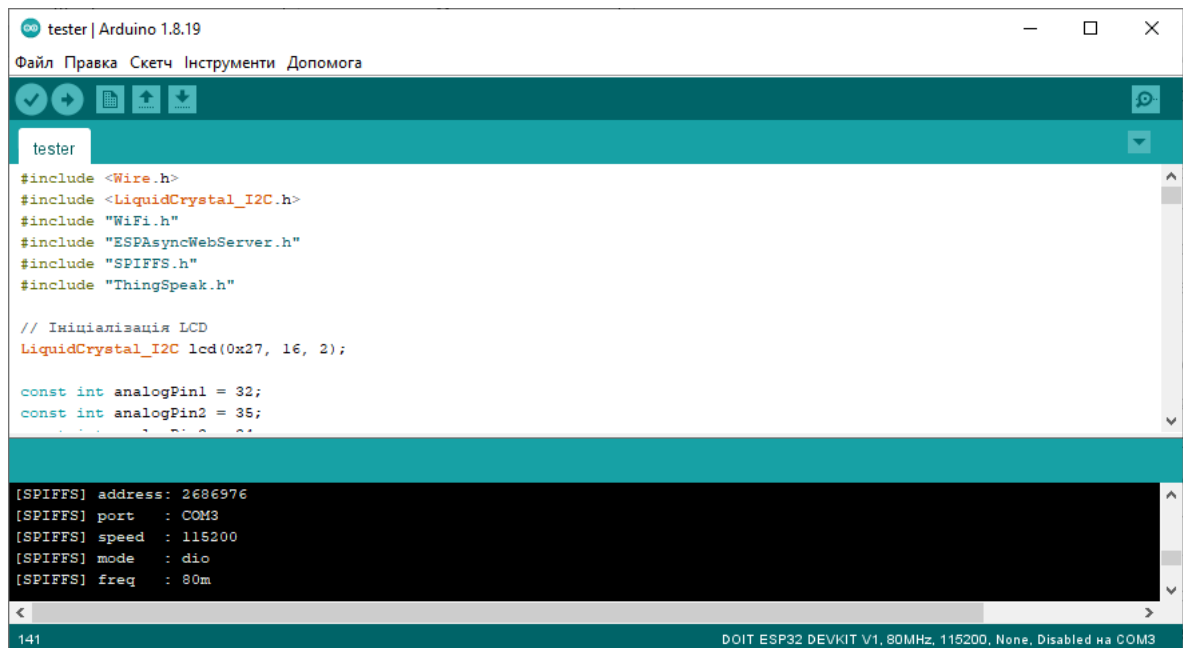 tester | Arduino 1.8.19
Файл Правка Скетч Інструменти Допомога
tester
#include <Wire.h>
#include <LiquidCrystal_I2C.h>
#include "WiFi.h"
#include "ESPAsyncWebServer.h"
#include "SPIFFS.h"
#include "ThingSpeak.h"
// Ініціалізація LCD
LiquidCrystal_I2C lcd(0x27, 16, 2);
const int analogPin1 = 32;
const int analogPin2 = 35;
[SPIFFS] address: 2686976
[SPIFFS] port   : COM3
[SPIFFS] speed  : 115200
[SPIFFS] mode   : dio
[SPIFFS] freq   : 80m
141 DOIT ESP32 DEVKIT V1, 80MHz, 115200, None, Disabled на COM3